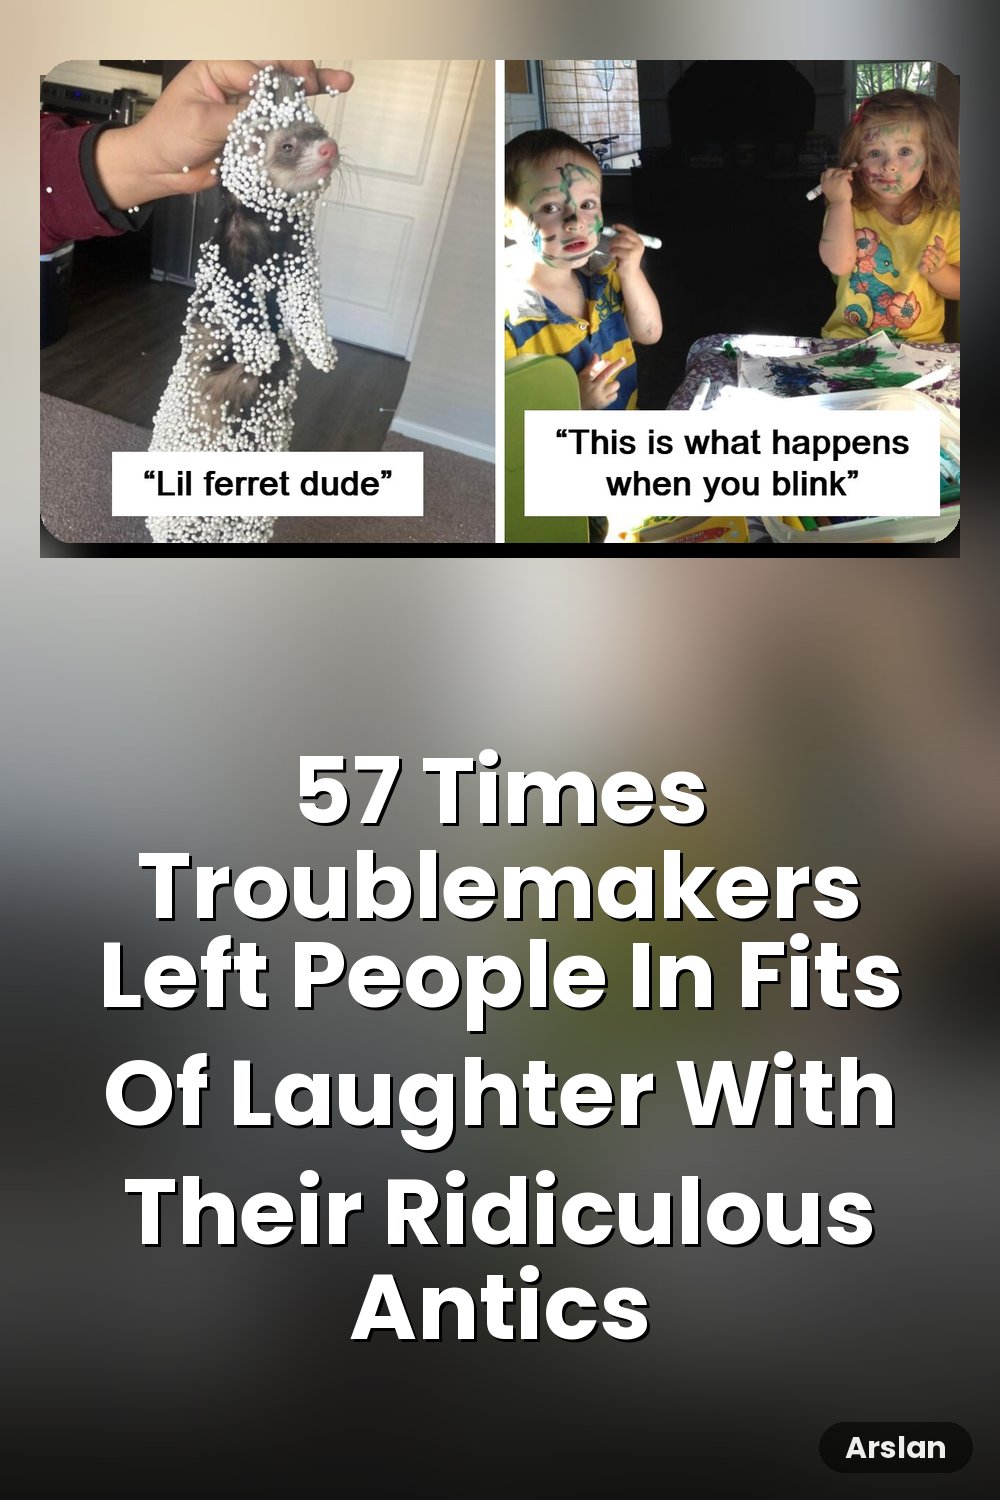 “Lil ferret dude”
“This is what happens
when you blink”
57 Times
Troublemakers
Left People In Fits
Of Laughter With
Their Ridiculous
Antics
Arslan